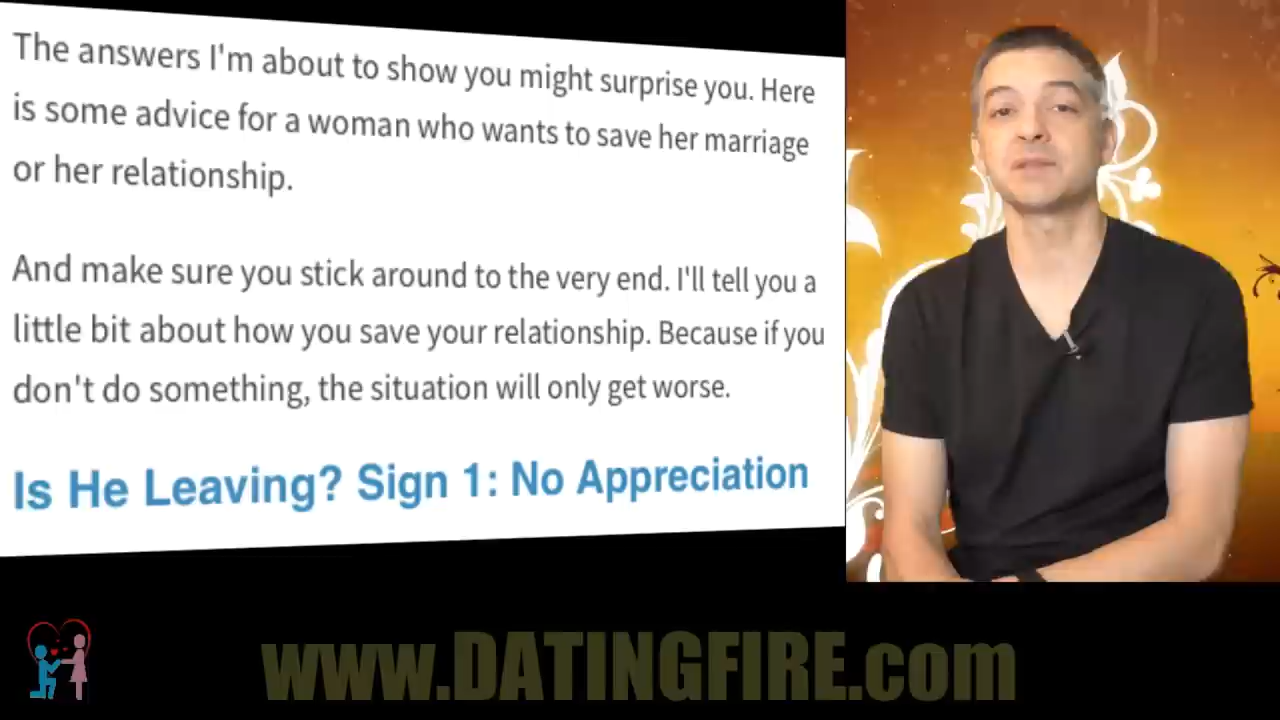 The answers I'm about to show you might surprise you. Here
is some advice for a woman who wants to save her marriage
or her relationship.
And make sure you stick around to the very end. I'll tell you a
little bit about how you save your relationship. Because if you
don't do something, the situation will only get worse.
Is He Leaving? Sign 1: No Appreciation
www.DATINGFIRE.com